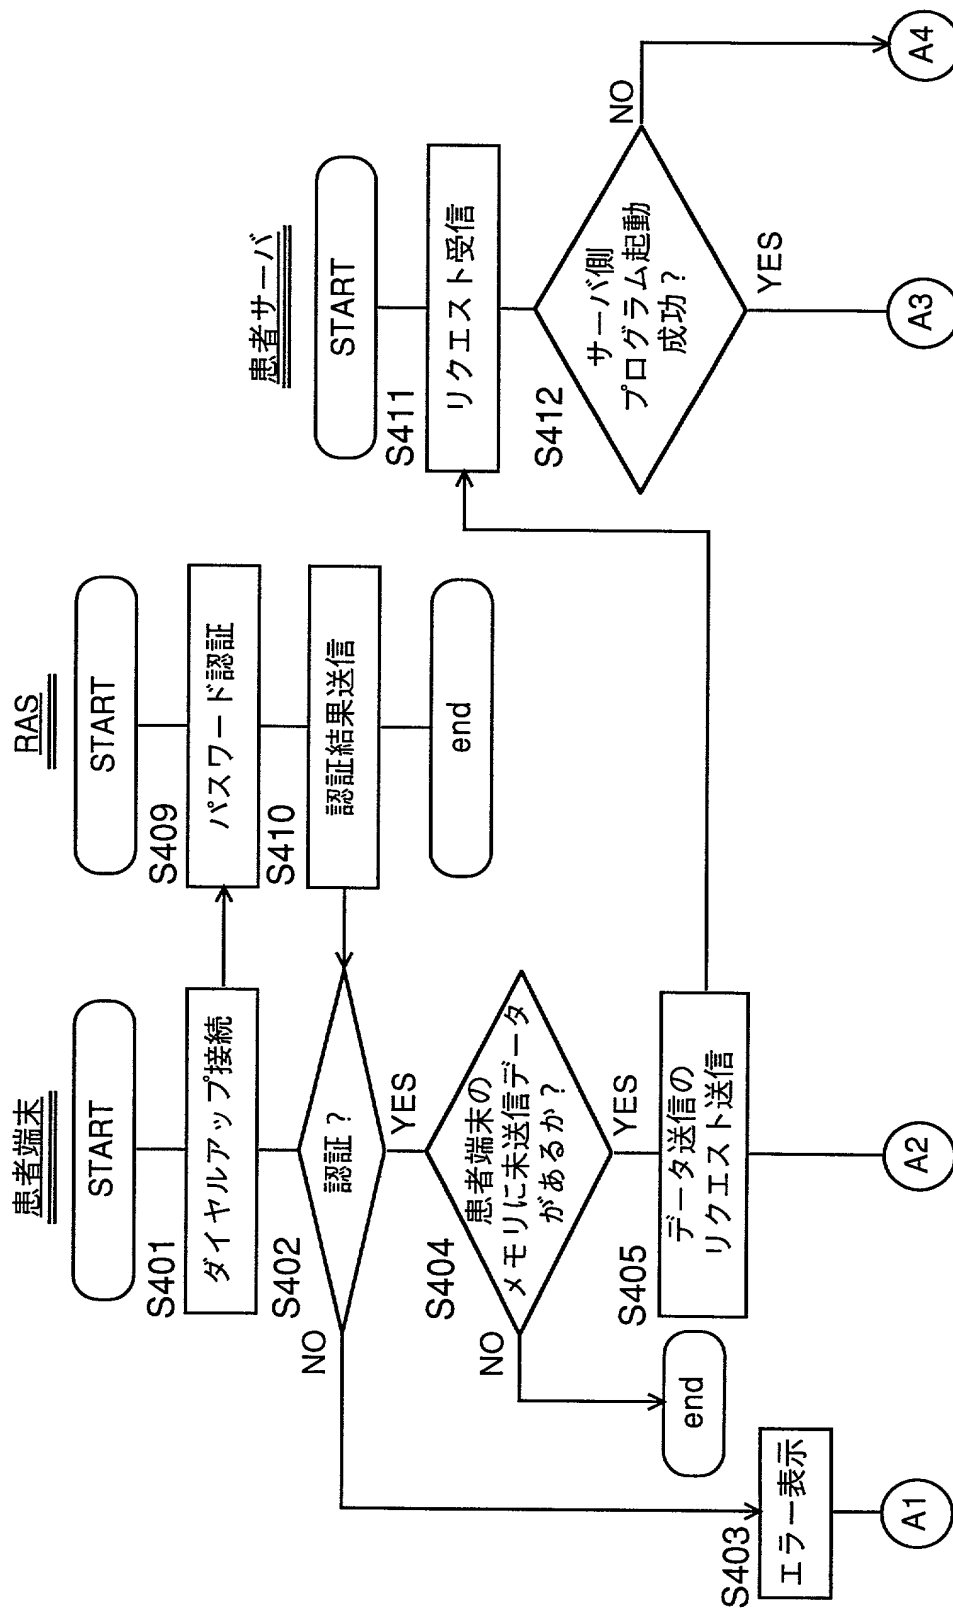 患者端末
START
S401
ダイヤルアップ接続
S402
認証？
NO
YES
S404
患者端末の
メモリに未送信データ
があるか？
NO
YES
end
S405
データ送信の
リクエスト送信
S403
エラー表示
A1
A2
RAS
START
S409
パスワード認証
S410
認証結果送信
end
患者サーバ
START
S411
リクエスト受信
S412
サーバ側
プログラム起動
成功？
NO
YES
A3
A4